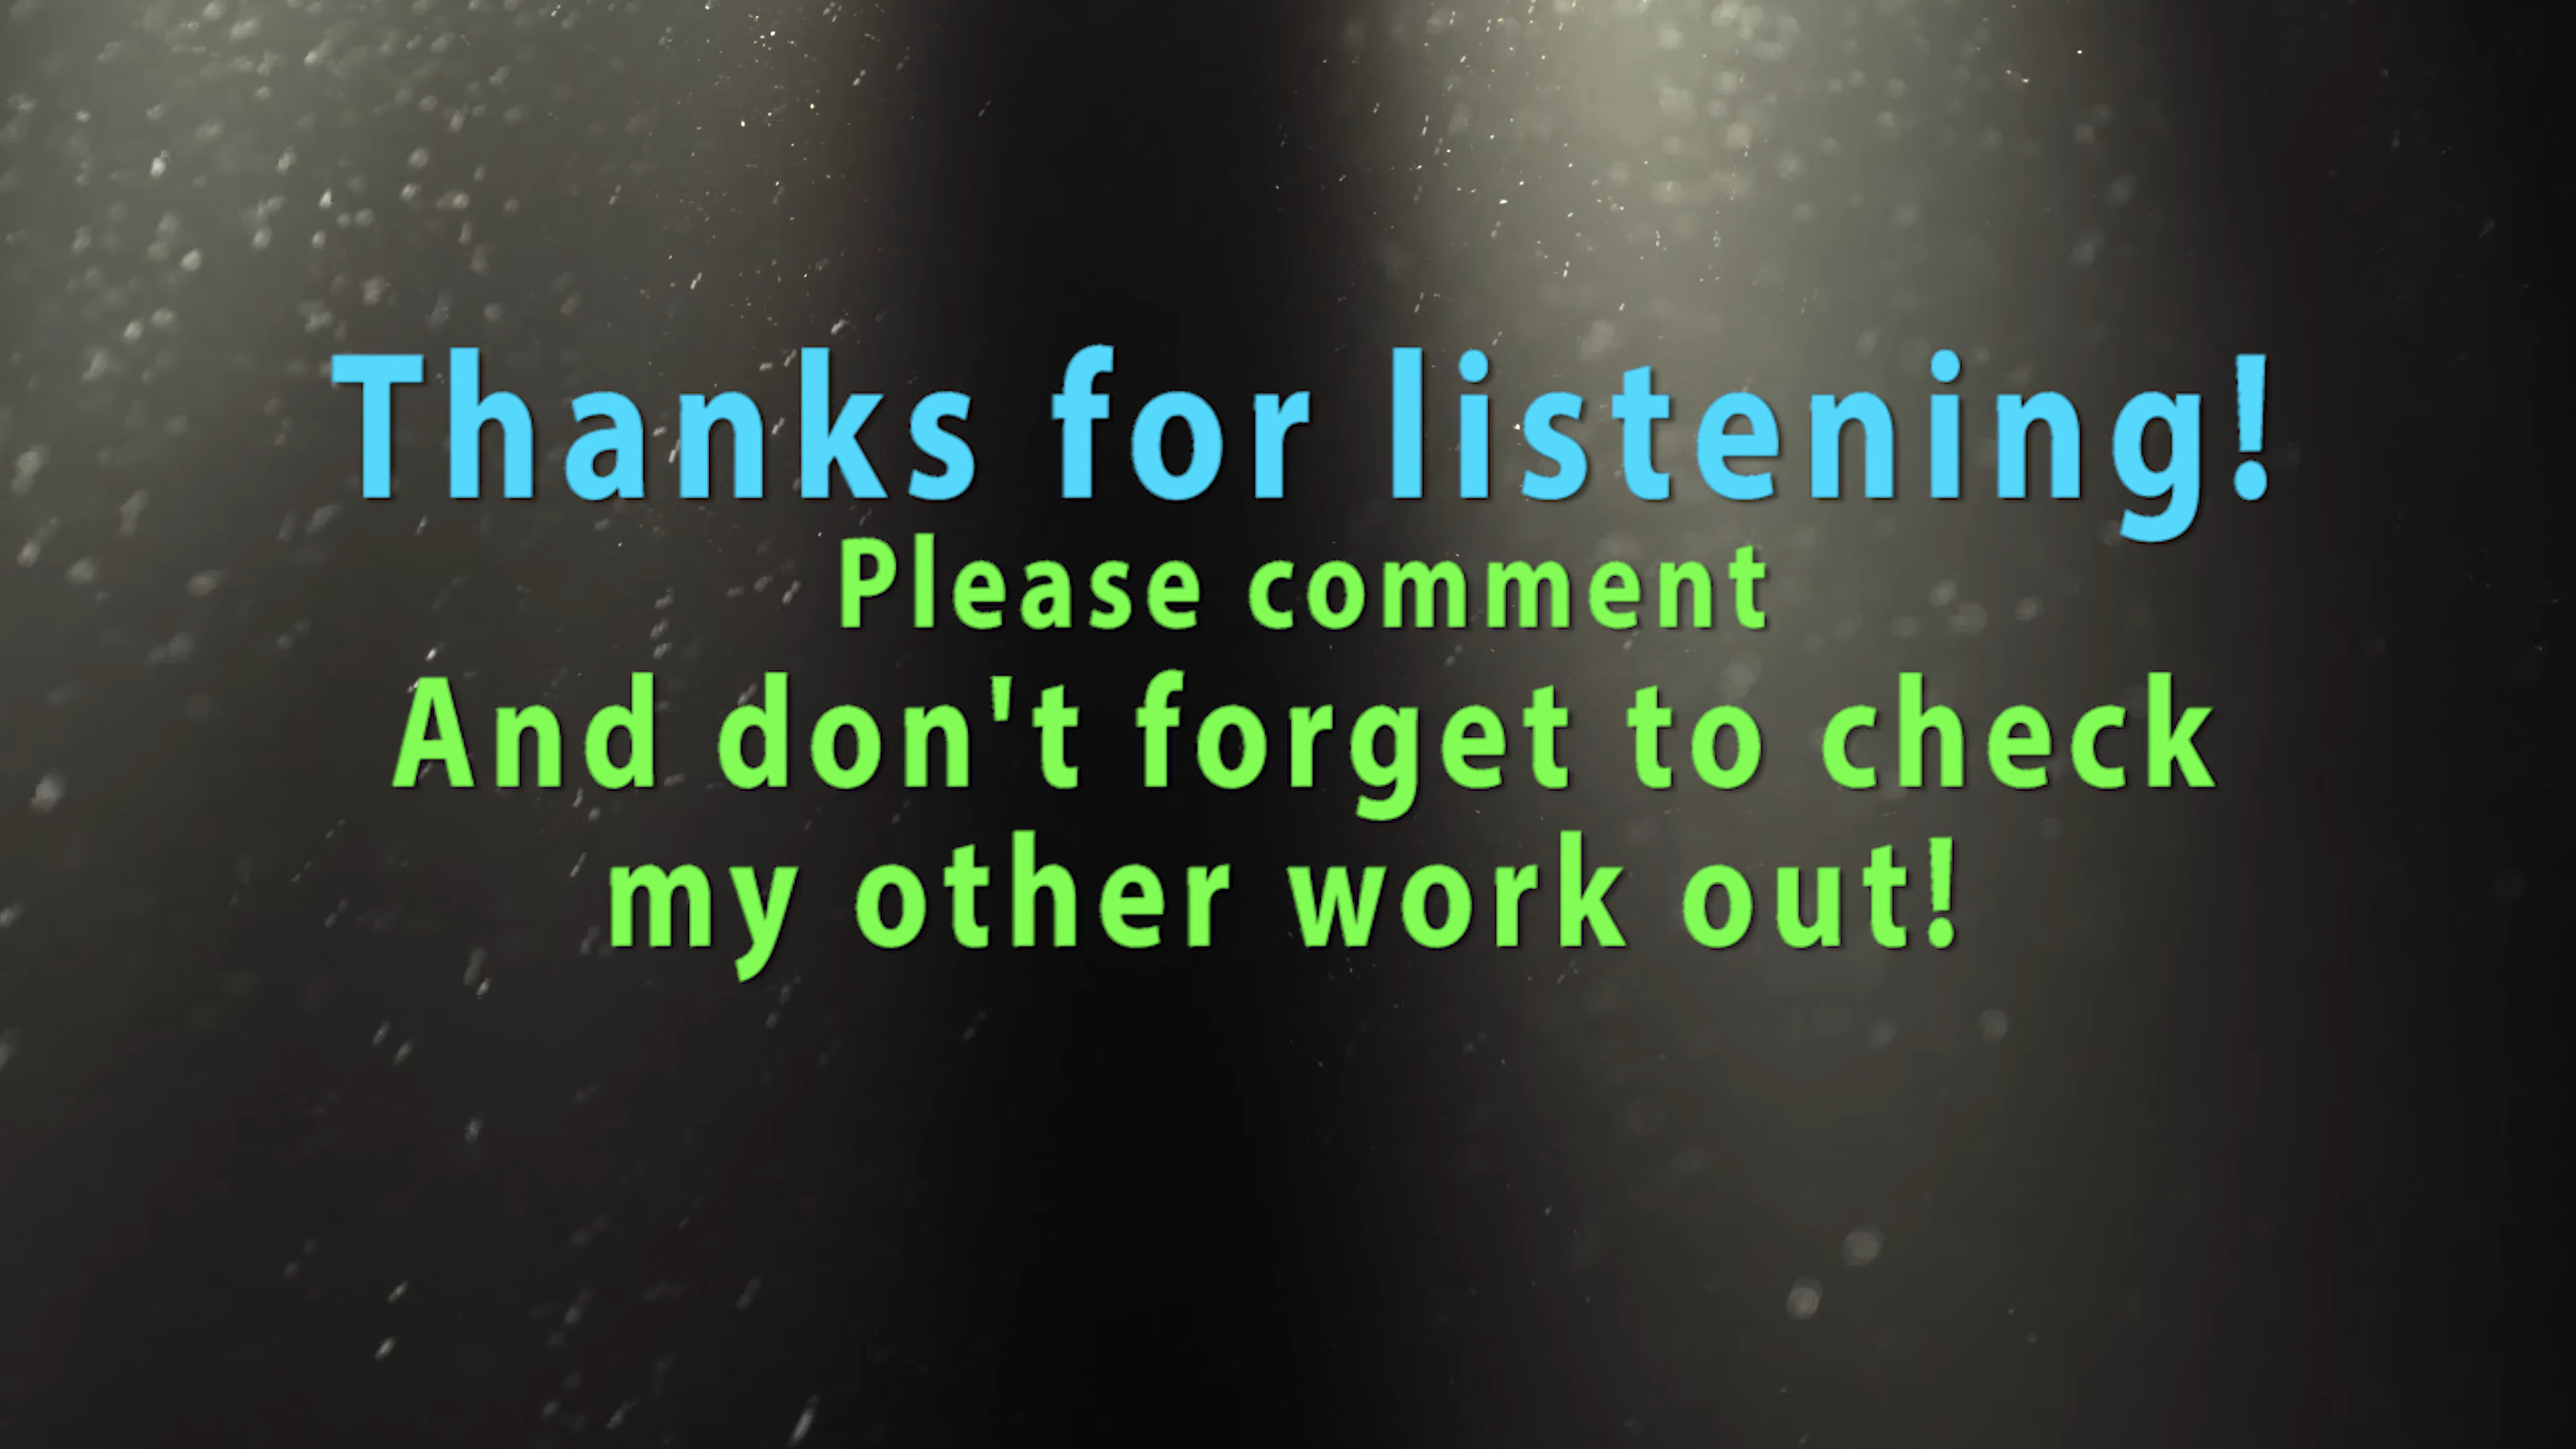 Thanks for listening!
Please comment
And don't forget to check
my other work out!